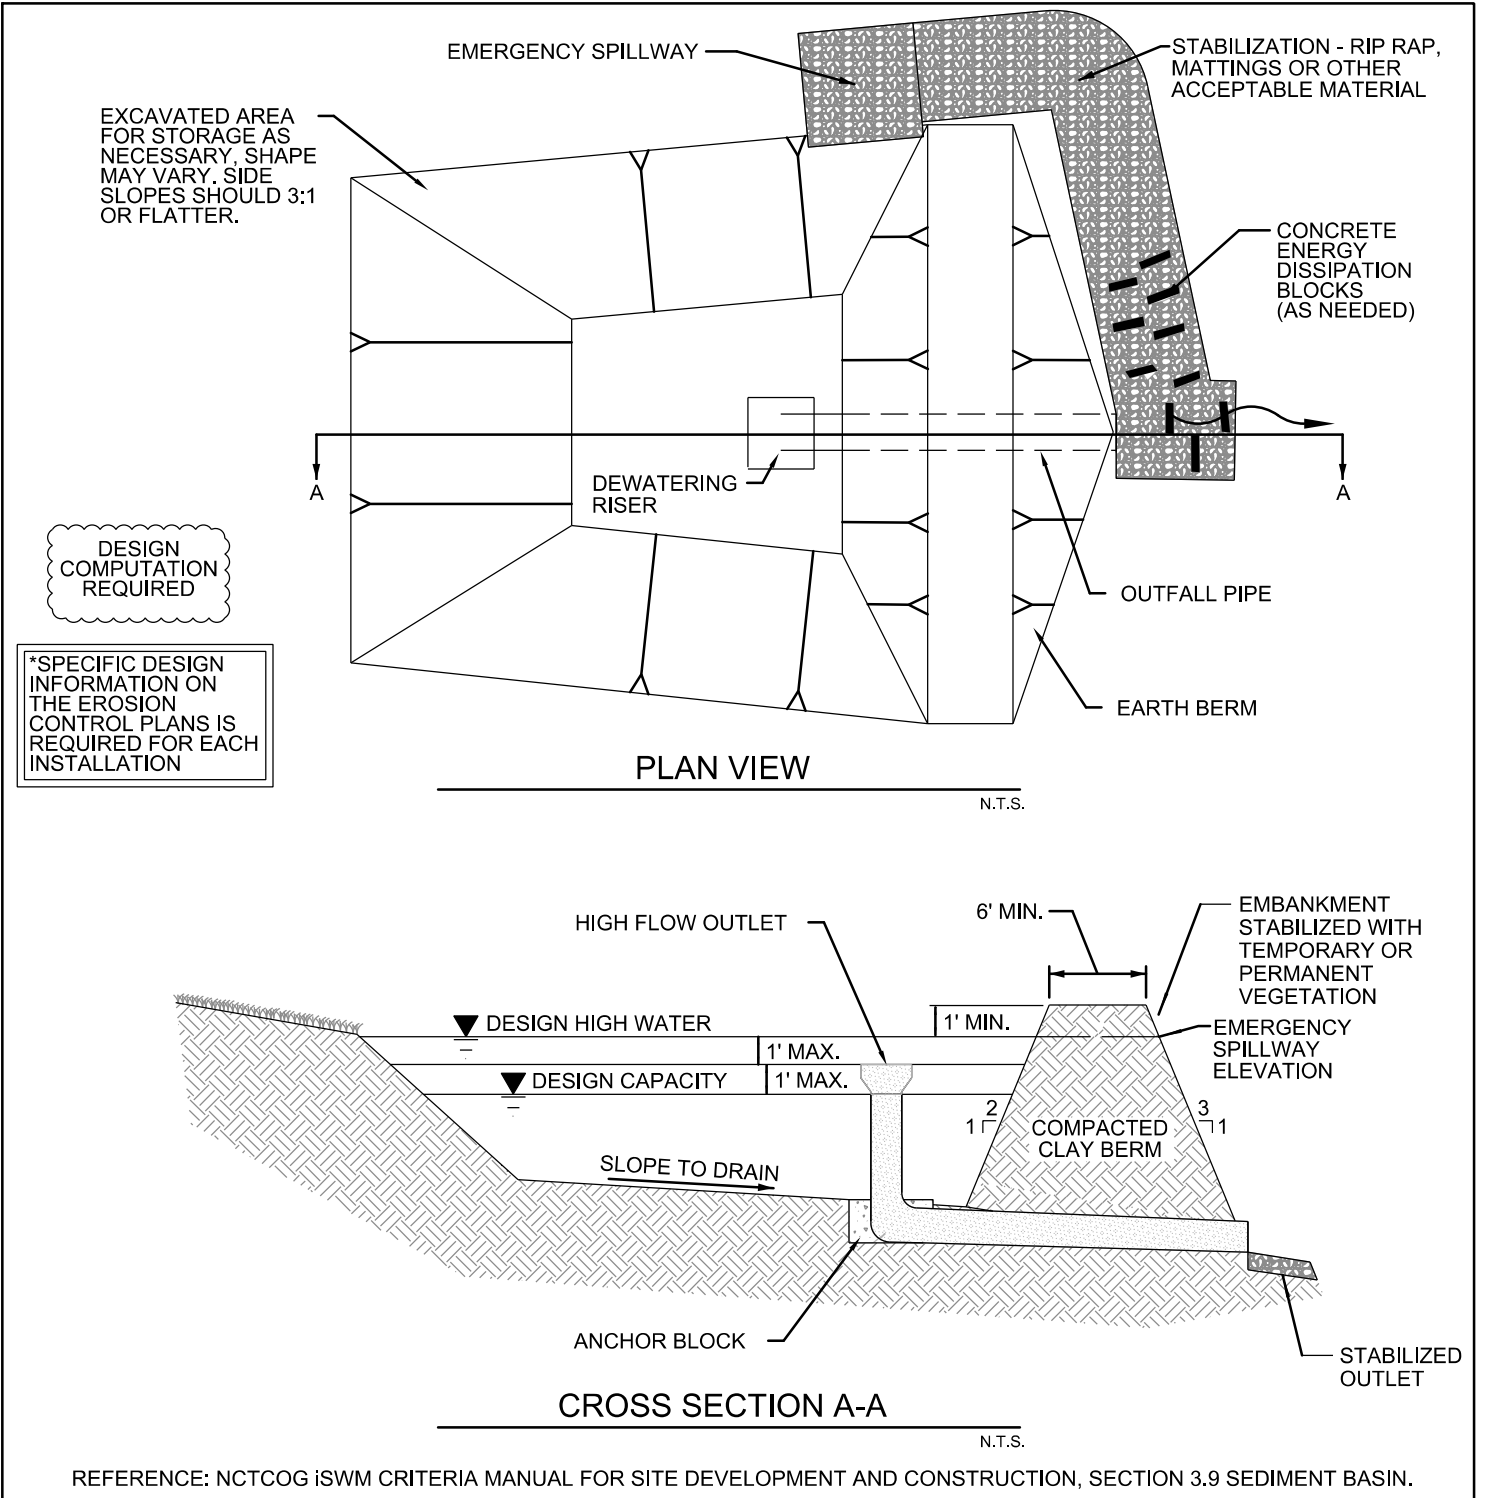 EMERGENCY SPILLWAY
STABILIZATION - RIP RAP,
MATTINGS OR OTHER
ACCEPTABLE MATERIAL
EXCAVATED AREA
FOR STORAGE AS
NECESSARY, SHAPE
MAY VARY. SIDE
SLOPES SHOULD 3:1
OR FLATTER.
CONCRETE
ENERGY
DISSIPATION
BLOCKS
(AS NEEDED)
A
A
DEWATERING
RISER
DESIGN
COMPUTATION
REQUIRED
OUTFALL PIPE
*SPECIFIC DESIGN
INFORMATION ON
THE EROSION
CONTROL PLANS IS
REQUIRED FOR EACH
INSTALLATION
EARTH BERM
PLAN VIEW
N.T.S.
HIGH FLOW OUTLET
6' MIN.
EMBANKMENT
STABILIZED WITH
TEMPORARY OR
PERMANENT
VEGETATION
DESIGN HIGH WATER
1' MIN.
EMERGENCY
SPILLWAY
ELEVATION
1' MAX.
DESIGN CAPACITY
1' MAX.
2
1
3
1
COMPACTED
CLAY BERM
SLOPE TO DRAIN
ANCHOR BLOCK
STABILIZED
OUTLET
CROSS SECTION A-A
N.T.S.
REFERENCE: NCTCOG iSWM CRITERIA MANUAL FOR SITE DEVELOPMENT AND CONSTRUCTION, SECTION 3.9 SEDIMENT BASIN.